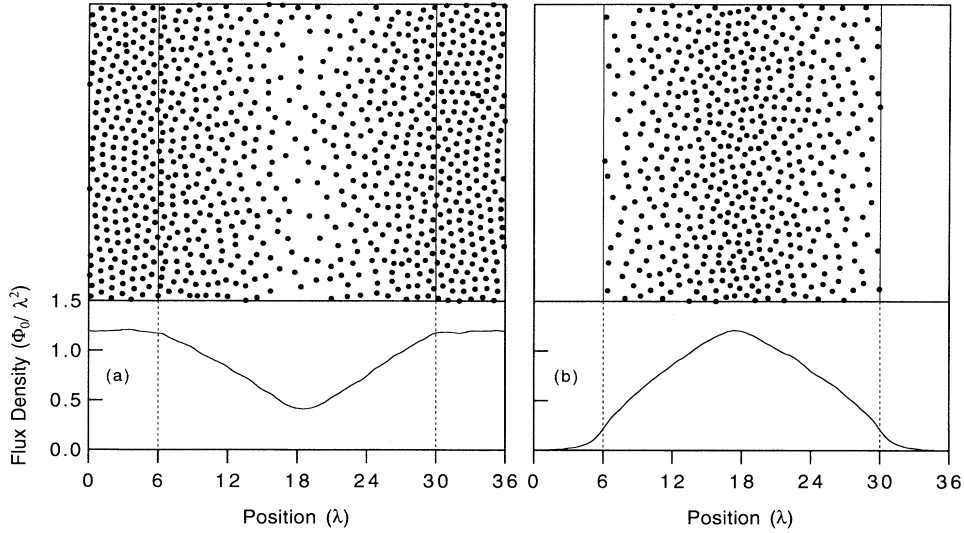 1.5
1.0
0.5
0.0
Flux Density (Φ₀/ λ²)
(a)
(b)
0 6 12 18 24 30 36
0 6 12 18 24 30 36
Position (λ)
Position (λ)